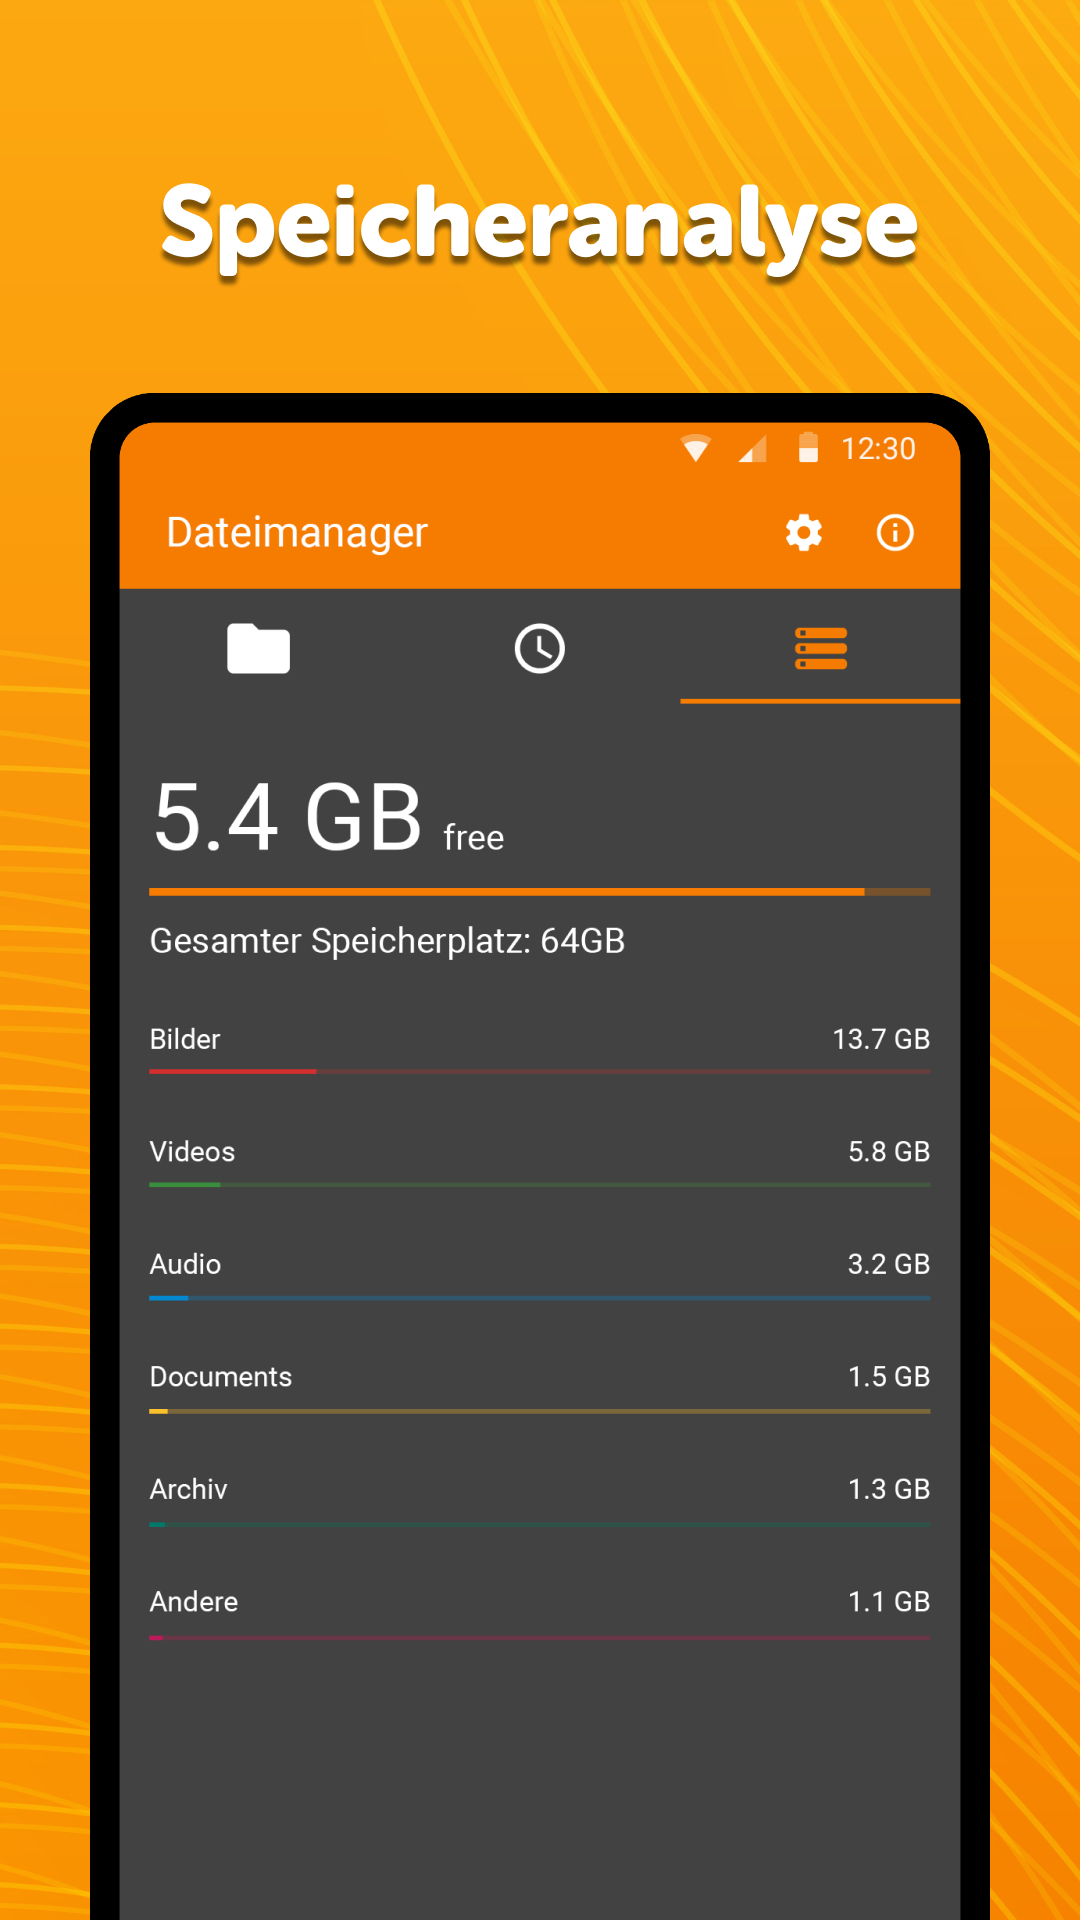 Speicheranalyse
12:30
Dateimanager
5.4 GB free
Gesamter Speicherplatz: 64GB
Bilder 13.7 GB
Videos 5.8 GB
Audio 3.2 GB
Documents 1.5 GB
Archiv 1.3 GB
Andere 1.1 GB